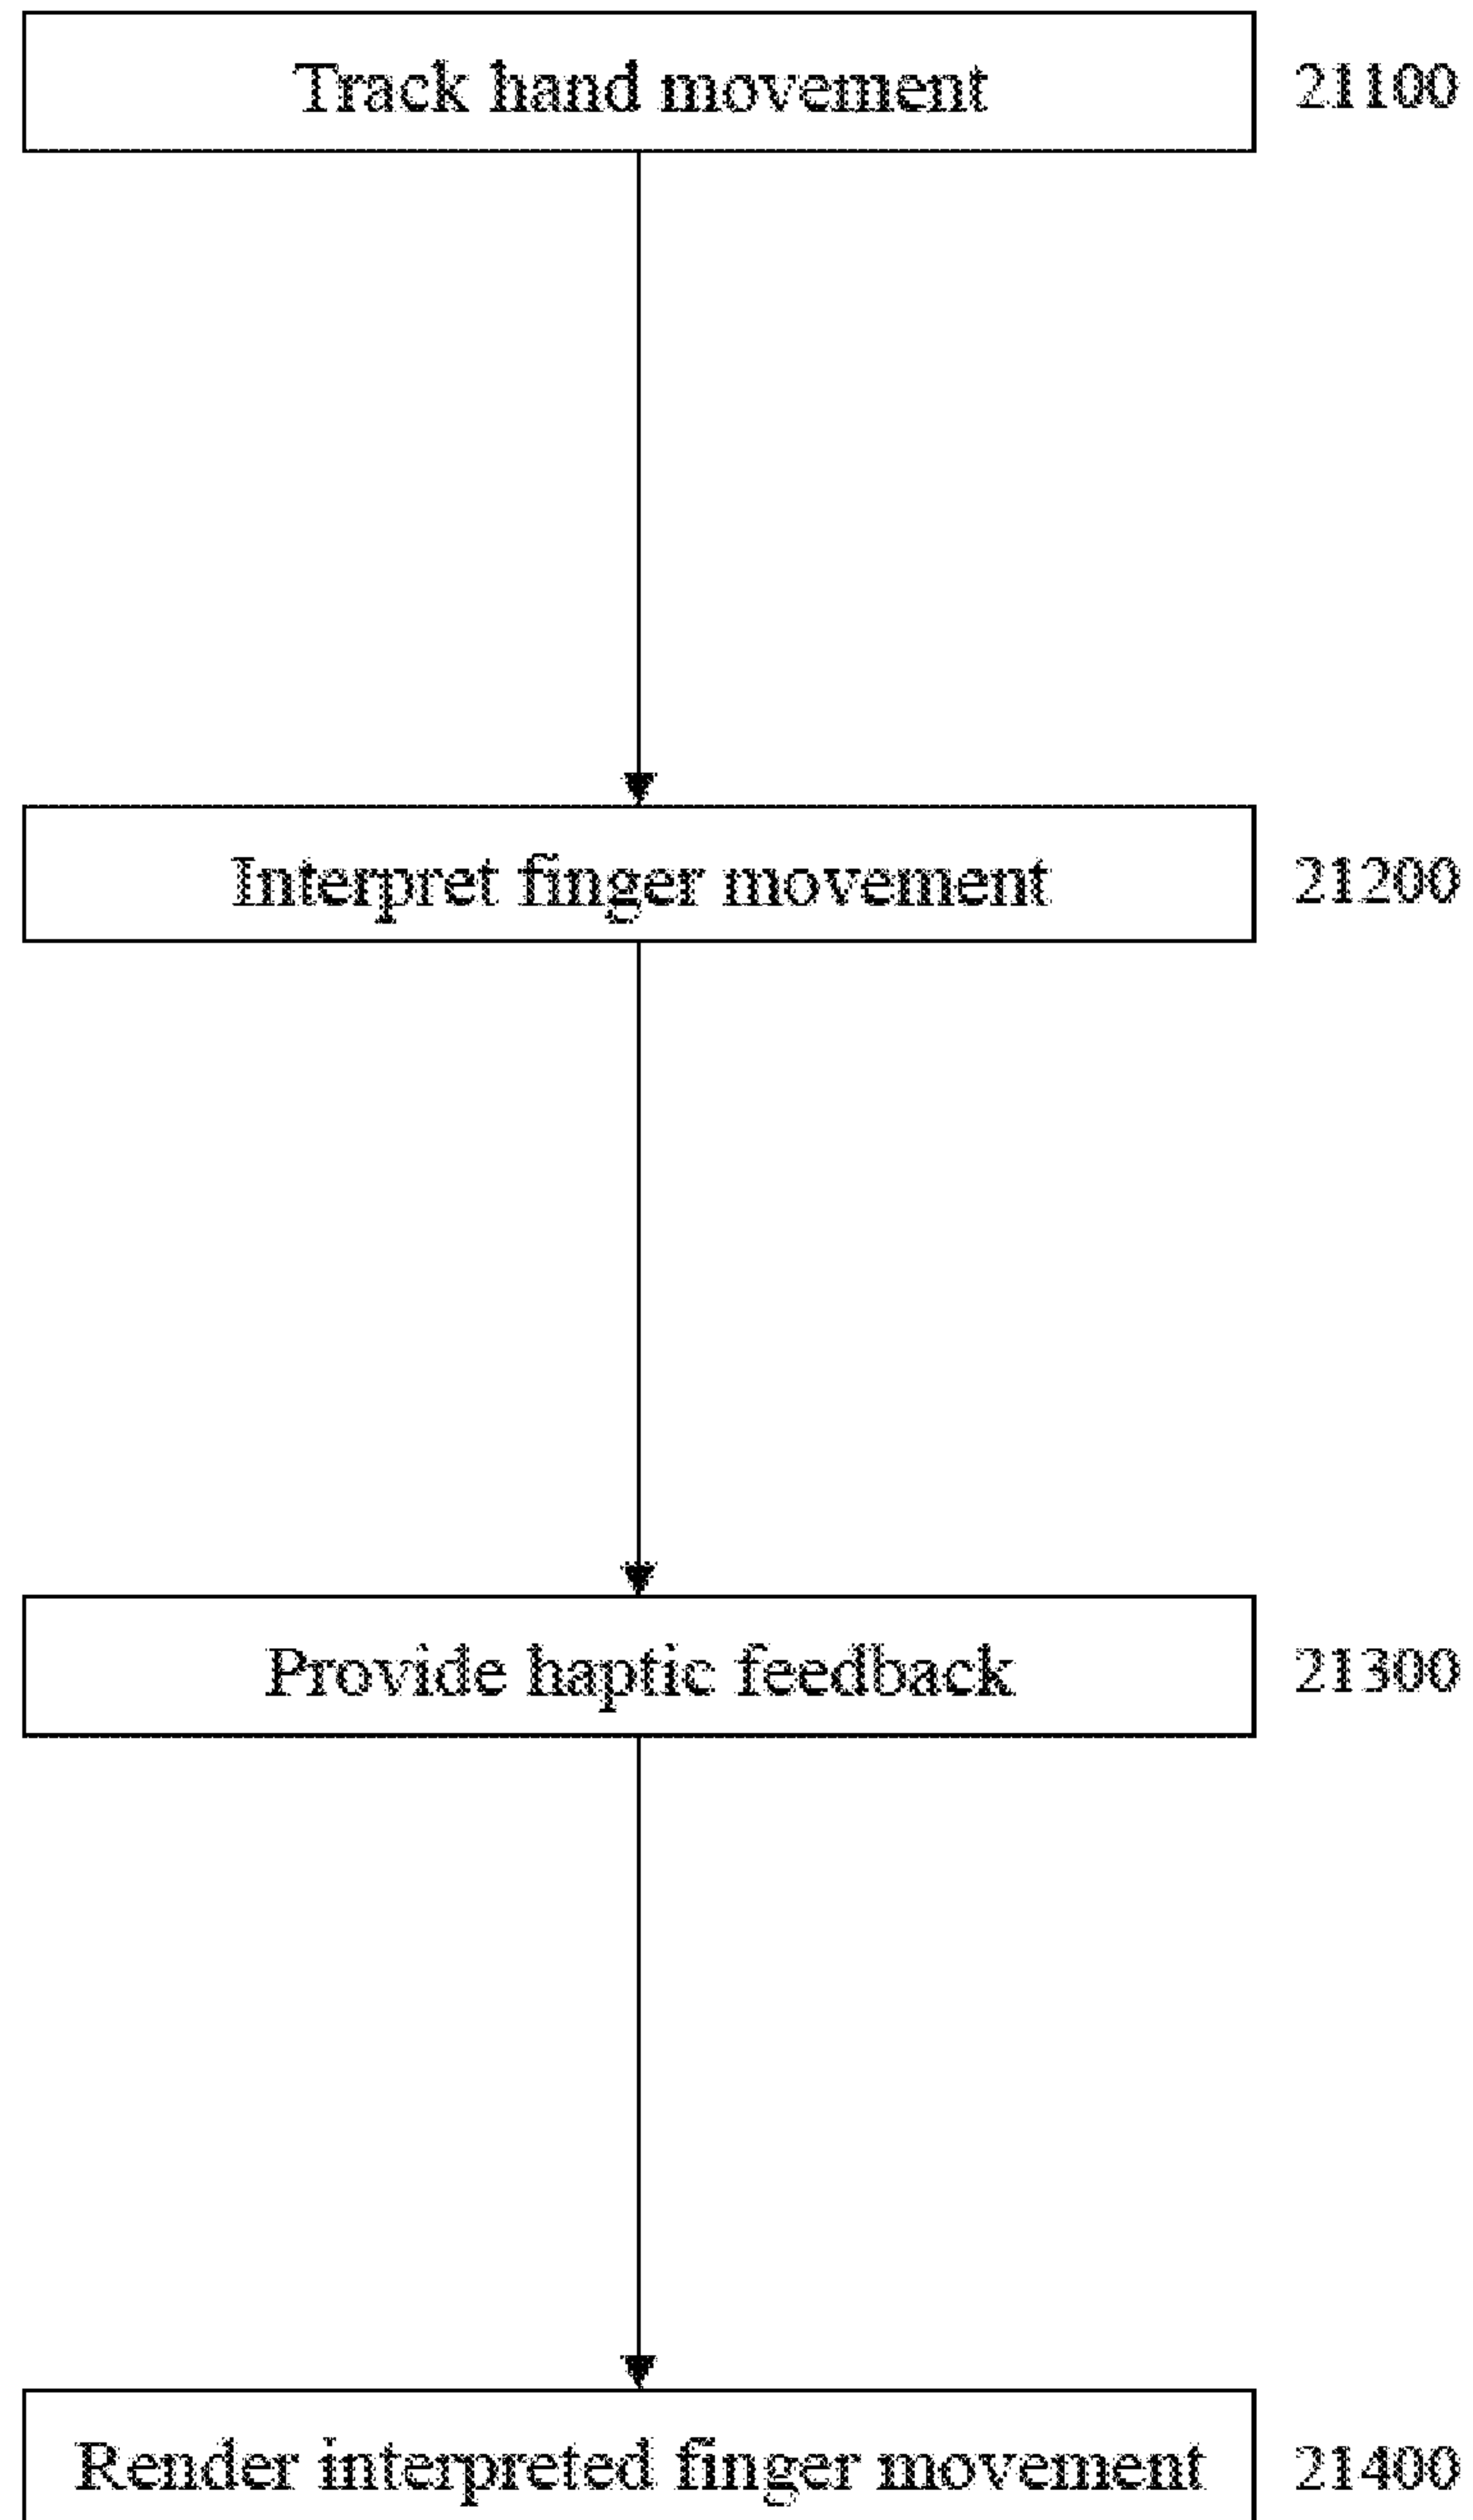 Track hand movement 21100
Interpret finger movement 21200
Provide haptic feedback 21300
Render interpreted finger movement 21400